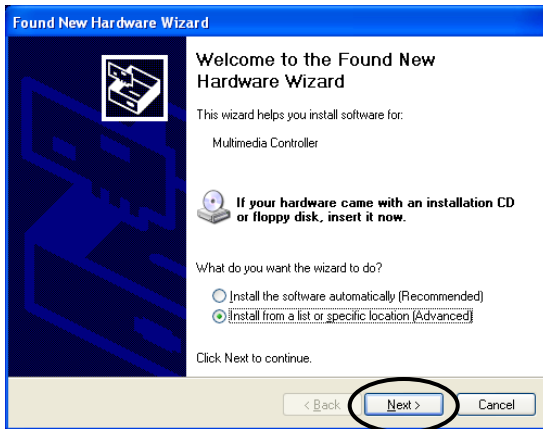 Found New Hardware Wizard
Welcome to the Found New
Hardware Wizard
This wizard helps you install software for:
Multimedia Controller
If your hardware came with an installation CD
or floppy disk, insert it now.
What do you want the wizard to do?
Install the software automatically (Recommended)
Install from a list or specific location (Advanced)
Click Next to continue.
< Back Next > Cancel